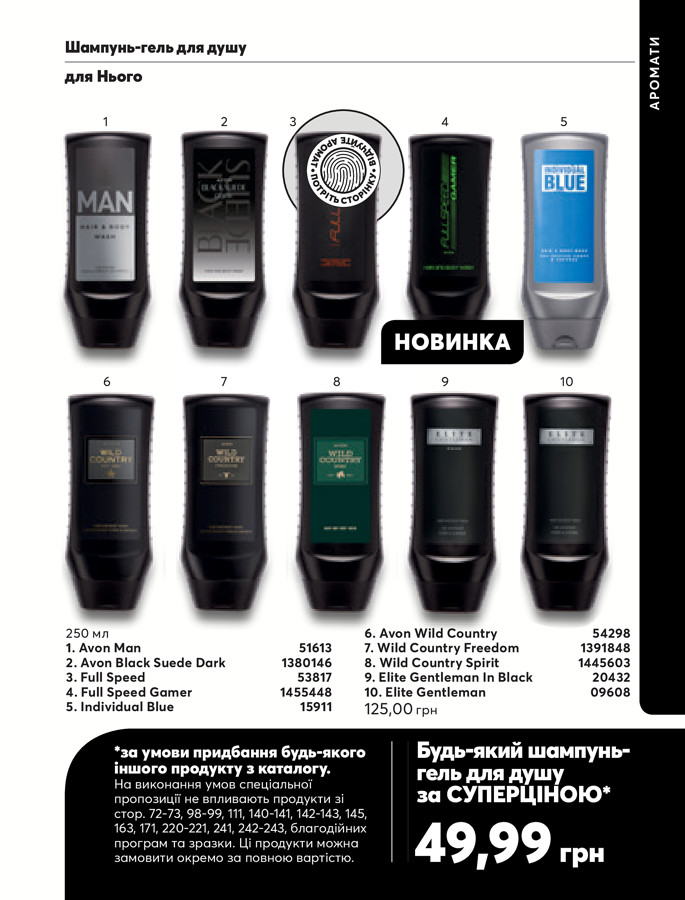 Шампунь-гель для душу
для Нього
АРОМАТИ
1
2
3
4
5
ВІДЧУЙТЕ АРОМАТ • ПОТРІТЬ СТОРІНКУ •
MAN
HAIR & BODY
WASH
BLACK
SUEDE
FULL
FULL SPEED
GAMER
INDIVIDUAL
BLUE
HAIR & BODY WASH
НОВИНКА
6
7
8
9
10
WILD
COUNTRY
WILD
COUNTRY
WILD
COUNTRY
ELITE
ELITE
250 мл
1. Avon Man 51613
2. Avon Black Suede Dark 1380146
3. Full Speed 53817
4. Full Speed Gamer 1455448
5. Individual Blue 15911
6. Avon Wild Country 54298
7. Wild Country Freedom 1391848
8. Wild Country Spirit 1445603
9. Elite Gentleman In Black 20432
10. Elite Gentleman 09608
125,00 грн
*за умови придбання будь-якого
іншого продукту з каталогу.
На виконання умов спеціальної
пропозиції не впливають продукти зі
стор. 72-73, 98-99, 111, 140-141, 142-143, 145,
163, 171, 220-221, 241, 242-243, благодійних
програм та зразки. Ці продукти можна
замовити окремо за повною вартістю.
Будь-який шампунь-
гель для душу
за СУПЕРЦІНОЮ*
49,99 грн